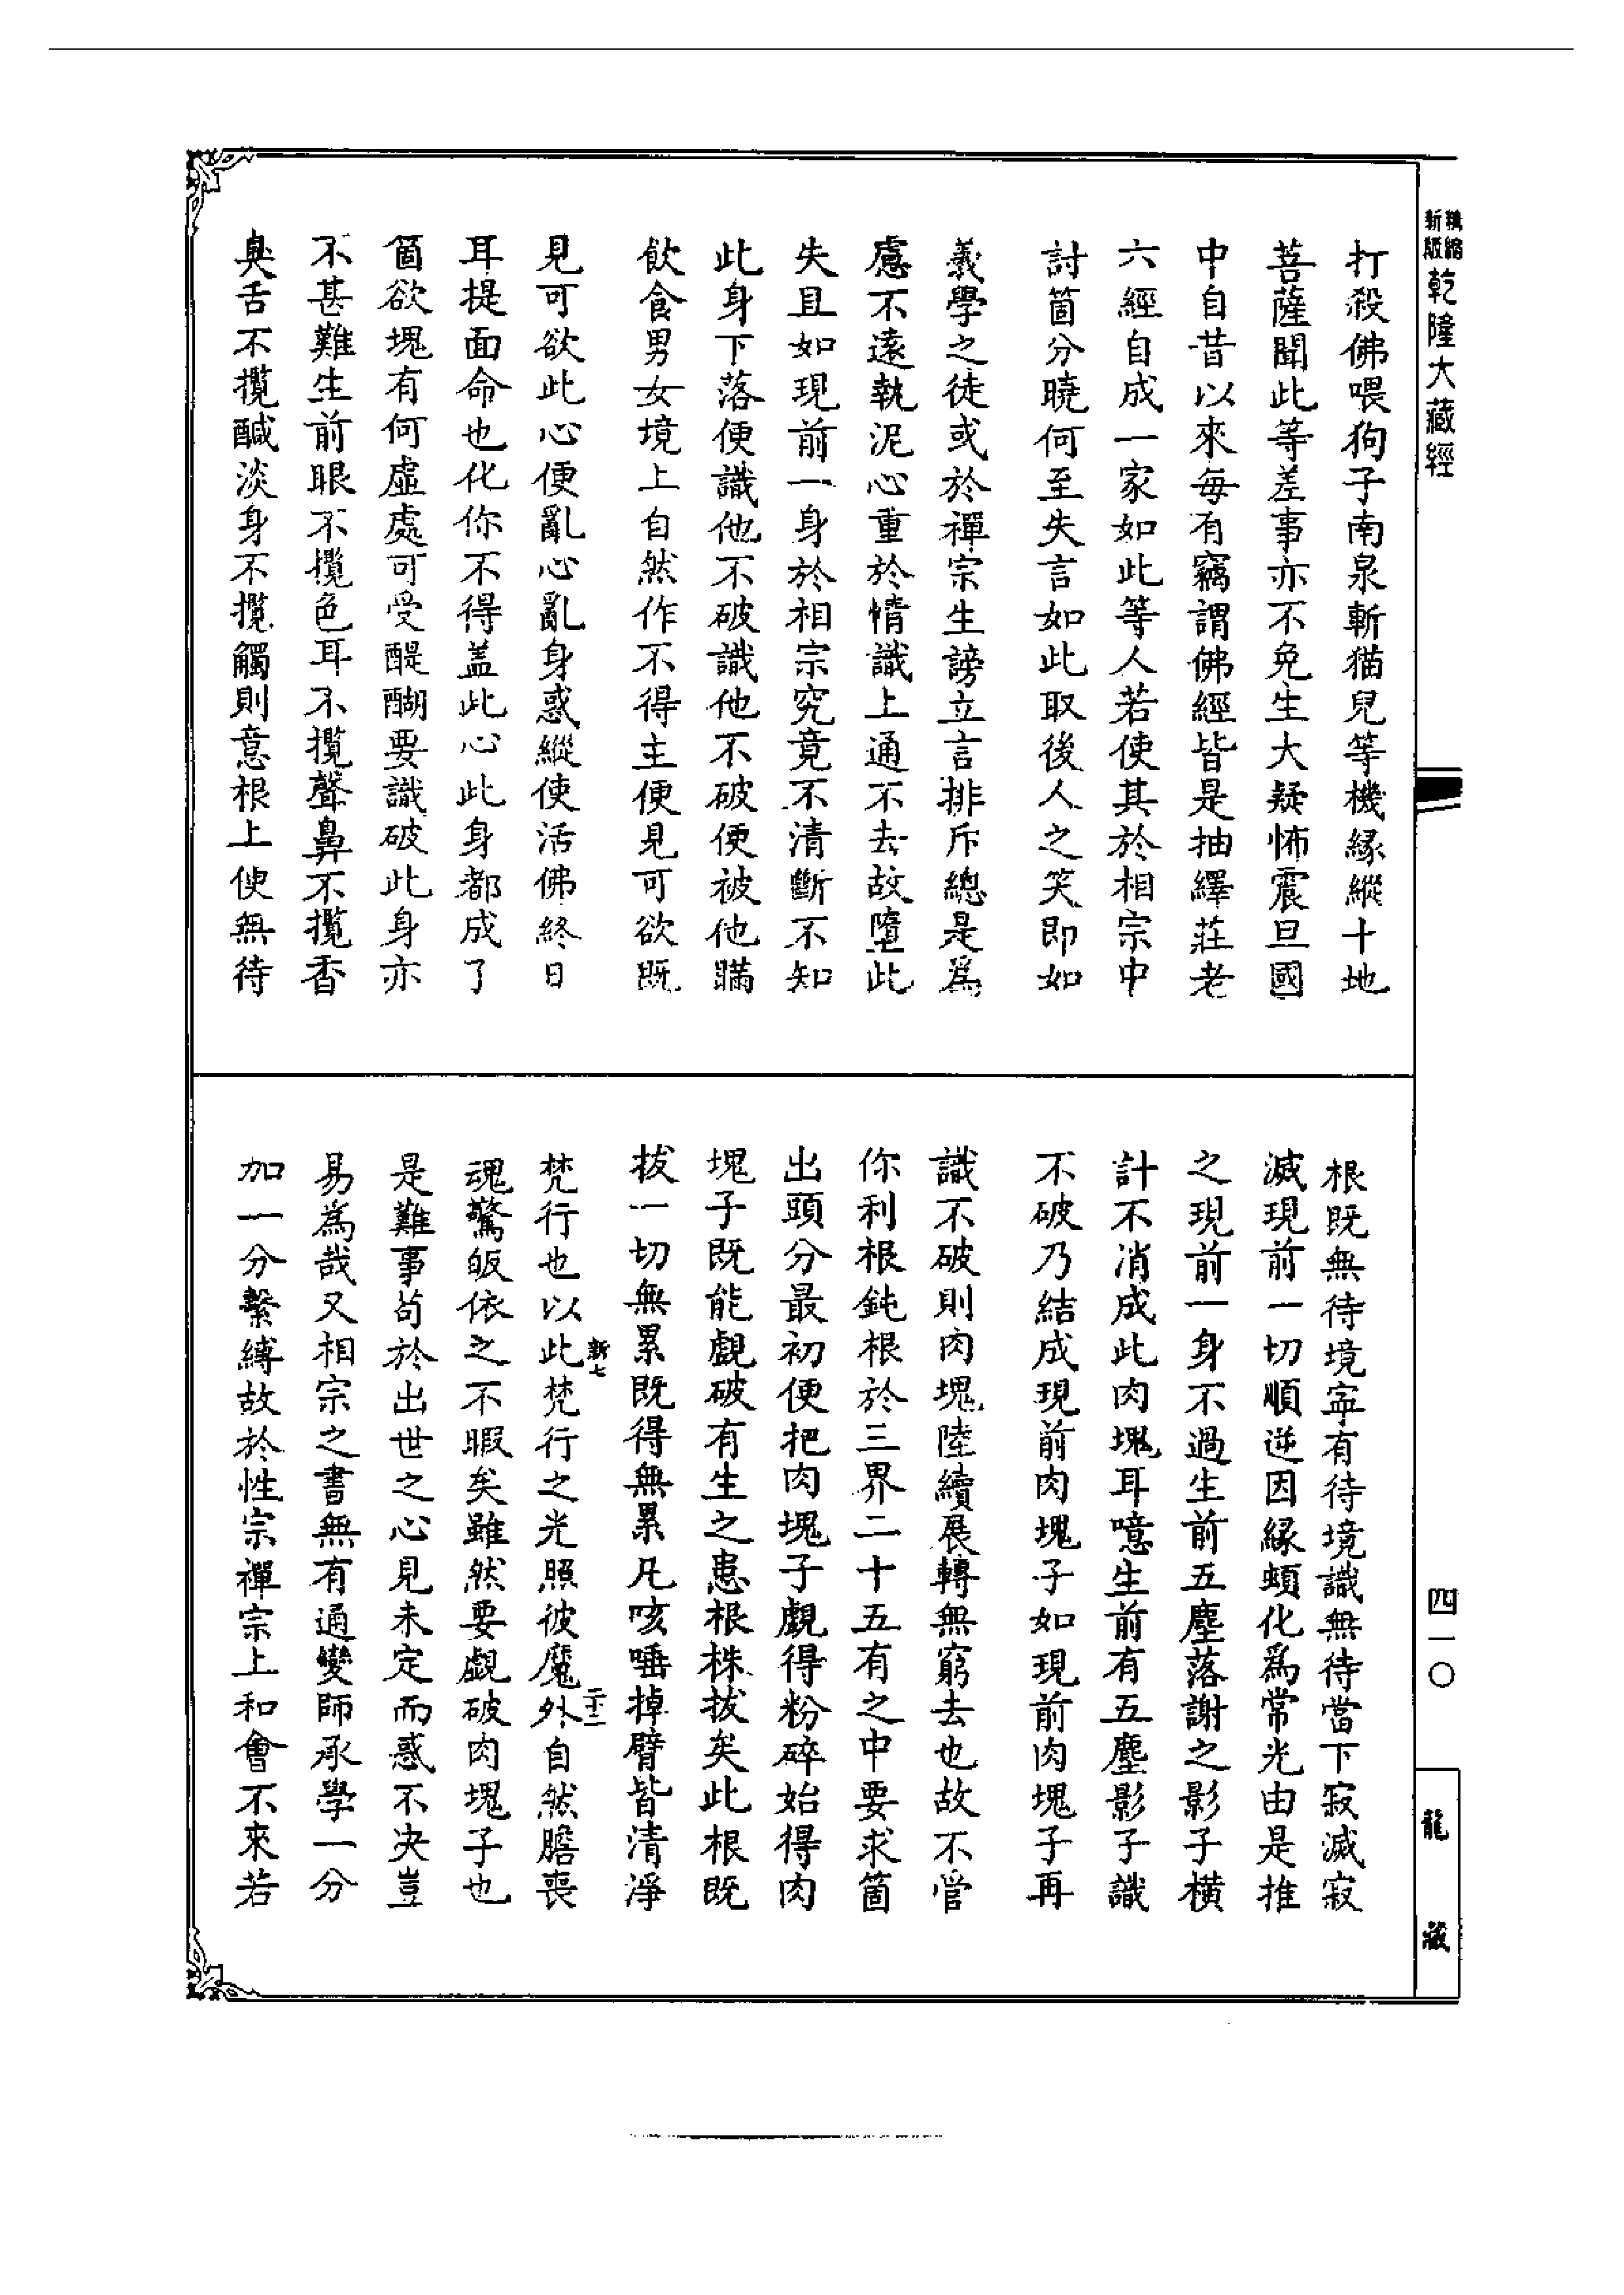 精縮
新版
乾隆大藏經
打殺佛喂狗子南泉斬猫兒等機緣縱十地
菩薩聞此等差事亦不免生大疑怖震旦國
中自昔以來每有竊謂佛經皆是抽繹莊老
六經自成一家如此等人若使其於相宗中
討箇分曉何至失言如此取後人之笑即如
義學之徒或於禪宗生謗立言排斥總是為
慮不遠執泥心重於情識上通不去故墮此
失且如現前一身於相宗究竟不清斷不知
此身下落便識他不破識他不破便被他瞞
飲食男女境上自然作不得主便見可欲既
見可欲此心便亂心亂身惑縱使活佛終日
耳提面命也化你不得盖此心此身都成了
箇欲塊有何虛處可受醍醐要識破此身亦
不甚難生前眼不攬色耳不攬聲鼻不攬香
與舌不攬醎淡身不攬觸則意根上便無待
根既無待境寧有待境識無待當下寂滅寂
滅現前一切順逆因緣頓化為常光由是推
之現前一身不過生前五塵落謝之影子橫
計不消成此肉塊耳噫生前有五塵影子識
不破乃結成現前肉塊子如現前肉塊子再
識不破則肉塊陸續展轉無窮去也故不管
你利根鈍根於三界二十五有之中要求箇
出頭分最初便把肉塊子覷得粉碎始得肉
塊子既能覷破有生之患根株拔矣此根既
拔一切無累既得無累凡咳唾掉臂皆清淨
新七
二十二
梵行也以此梵行之光照彼魔外自然膽喪
魂驚皈依之不暇矣雖然要覷破肉塊子也
是難事苟於出世之心見未定而惑不決豈
易為哉又相宗之書無有通變師承學一分
加一分繫縛故於性宗禪宗上和會不來若
四一〇
龍藏